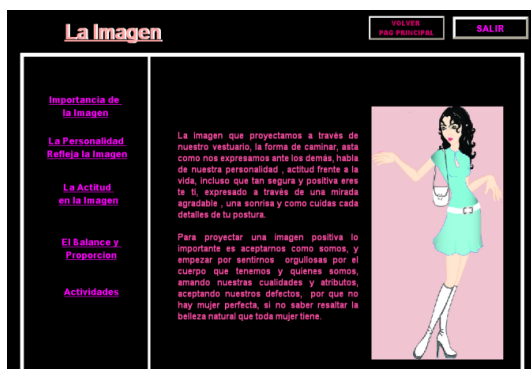 La Imagen
VOLVER
PAG PRINCIPAL
SALIR
Importancia de
la Imagen
La Personalidad
Refleja la Imagen
La Actitud
en la Imagen
El Balance y
Proporcion
Actividades
La imagen que proyectamos a través de
nuestro vestuario, la forma de caminar, asta
como nos expresamos ante los demás, habla
de nuestra personalidad , actitud frente a la
vida, incluso que tan segura y positiva eres
te ti, expresado a través de una mirada
agradable , una sonrisa y como cuidas cada
detalles de tu postura.
Para proyectar una imagen positiva lo
importante es aceptarnos como somos, y
empezar por sentirnos orgullosas por el
cuerpo que tenemos y quienes somos,
amando nuestras cualidades y atributos,
aceptando nuestros defectos, por que no
hay mujer perfecta, si no saber resaltar la
belleza natural que toda mujer tiene.